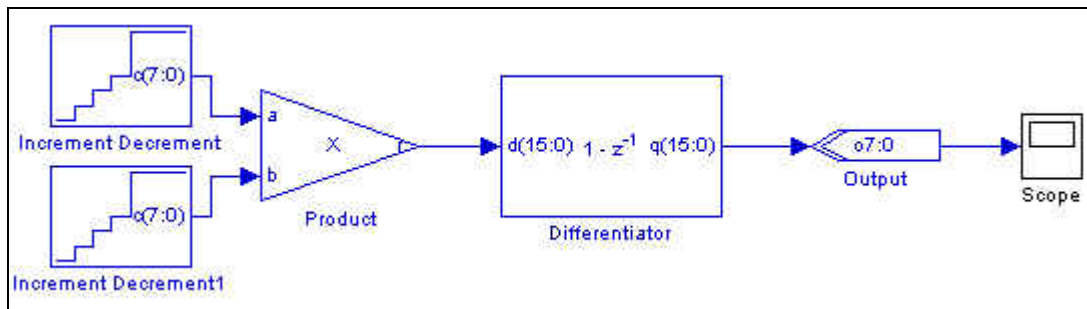 c(7:0)
Increment Decrement
c(7:0)
Increment Decrement1
a
b
X
r
Product
d(15:0) 1 - z⁻¹ q(15:0)
Differentiator
o7:0
Output
Scope